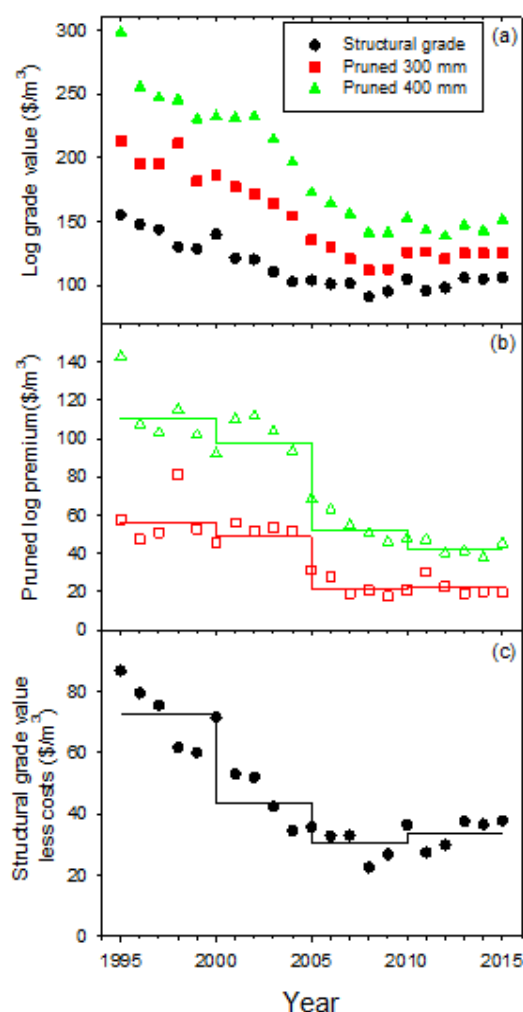 (a)
Structural grade
Pruned 300 mm
Pruned 400 mm
Log grade value ($/m³)
300
250
200
150
100
(b)
Pruned log premium($/m³)
140
120
100
80
60
40
20
0
(c)
Structural grade value
less costs ($/m³)
80
60
40
20
0
1995 2000 2005 2010 2015
Year